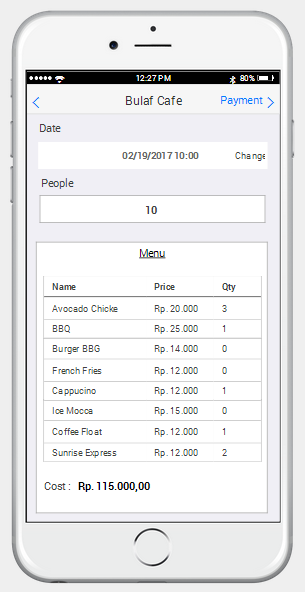 12:27 PM 80%
Bulaf Cafe Payment
Date
02/19/2017 10:00 Change
People
10
Menu
Name Price Qty
Avocado Chicke Rp. 20.000 3
BBQ Rp. 25.000 1
Burger BBG Rp. 14.000 0
French Fries Rp. 12.000 0
Cappucino Rp. 12.000 1
Ice Mocca Rp. 15.000 0
Coffee Float Rp. 12.000 1
Sunrise Express Rp. 12.000 2
Cost : Rp. 115.000,00